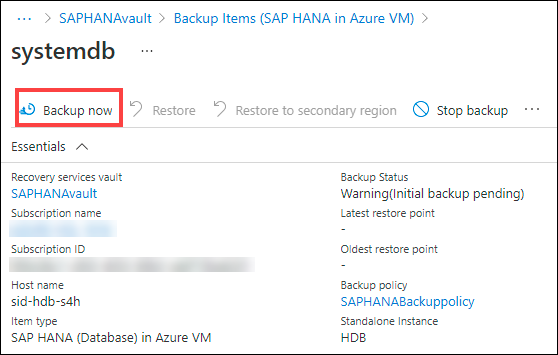 ··· > SAPHANAvault > Backup Items (SAP HANA in Azure VM) >
systemdb ···
Backup now Restore Restore to secondary region Stop backup ···
Essentials
Recovery services vault Backup Status
SAPHANAvault Warning(Initial backup pending)
Subscription name Latest restore point
-
Subscription ID Oldest restore point
-
Host name Backup policy
sid-hdb-s4h SAPHANABackuppolicy
Item type Standalone Instance
SAP HANA (Database) in Azure VM HDB